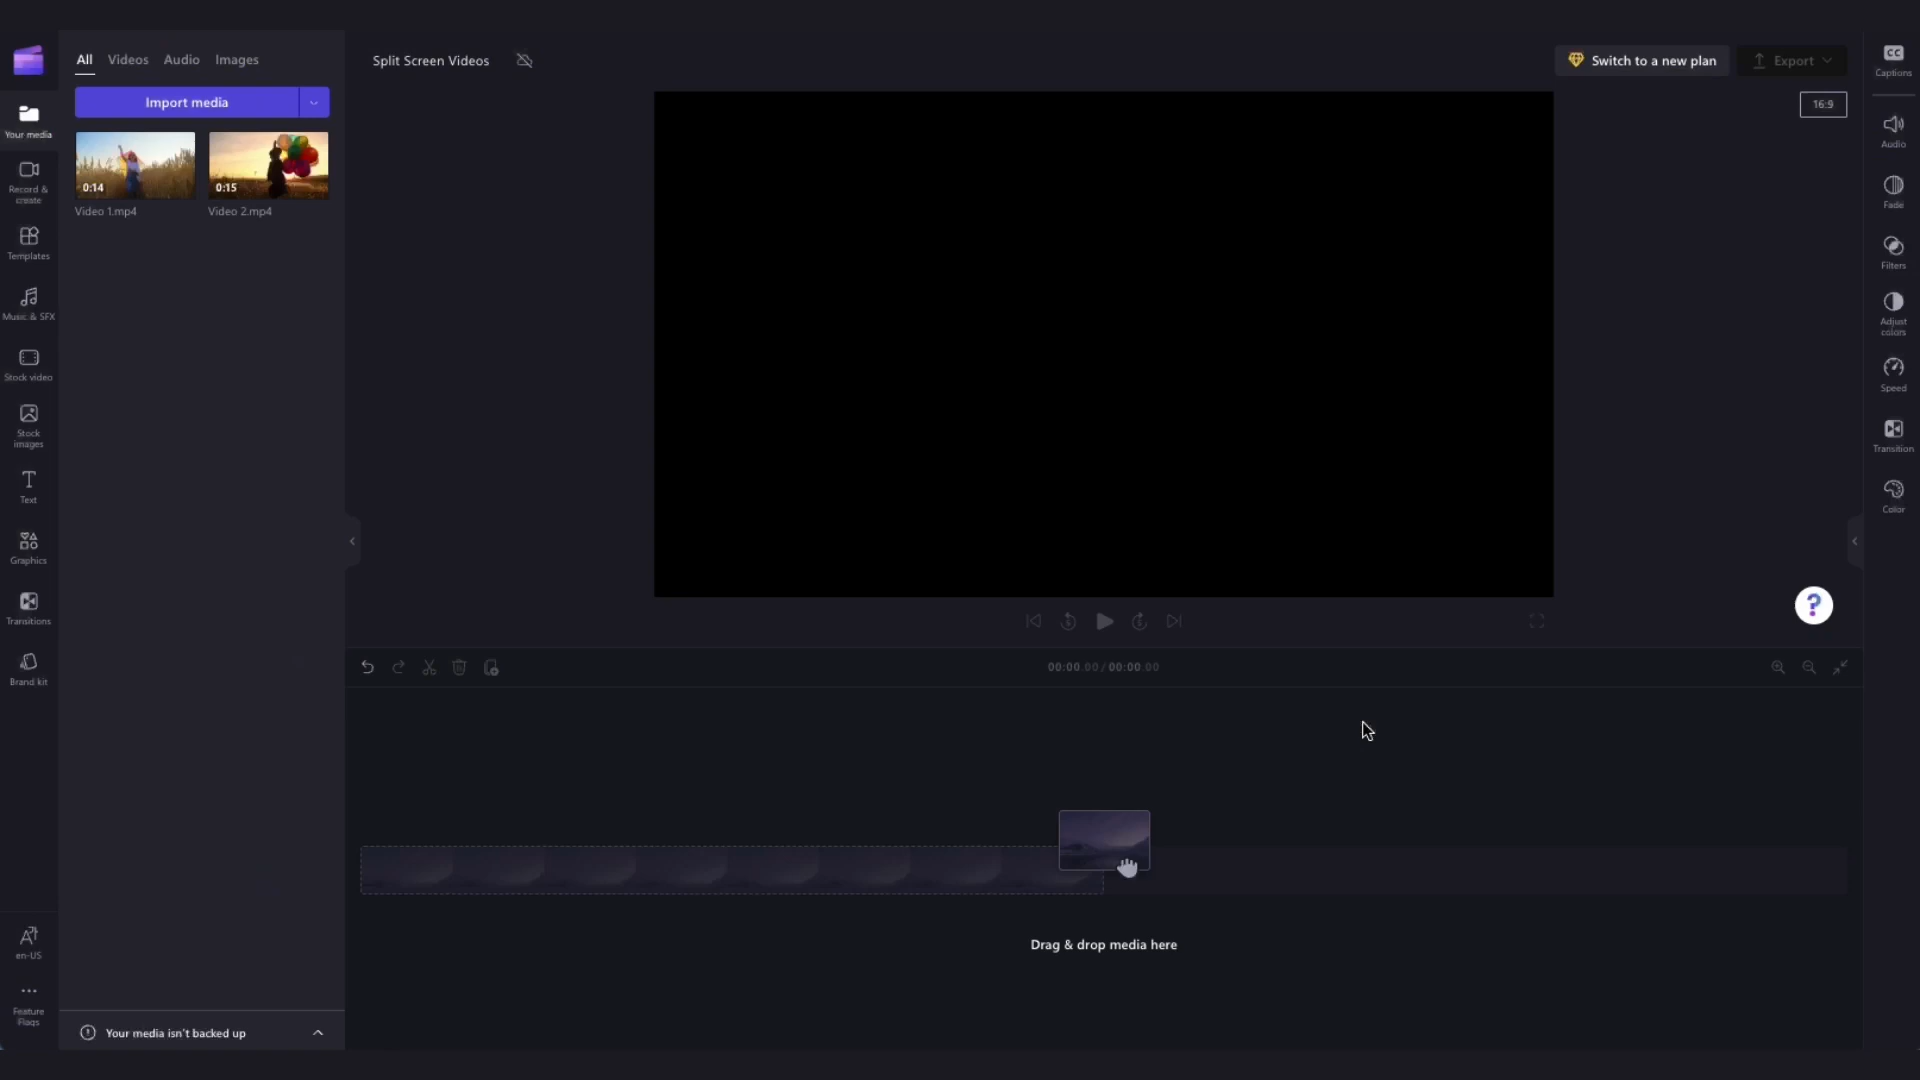 All Videos Audio Images
Split Screen Videos
Switch to a new plan
Export
CC
Captions
Import media
16:9
Your media
0:14
0:15
Video 1.mp4
Video 2.mp4
Record &
create
Templates
Music & SFX
Stock video
Stock
images
Text
Graphics
Transitions
Brand kit
Audio
Fade
Filters
Adjust
colors
Speed
Transition
Color
?
00:00.00 / 00:00.00
Drag & drop media here
en-US
Feature
Flags
Your media isn't backed up